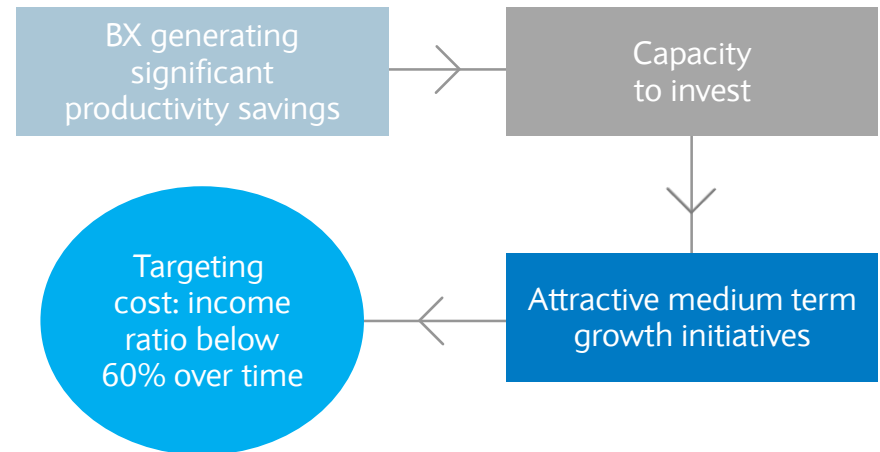 BX generating
significant
productivity savings
Capacity
to invest
Attractive medium term
growth initiatives
Targeting
cost: income
ratio below
60% over time